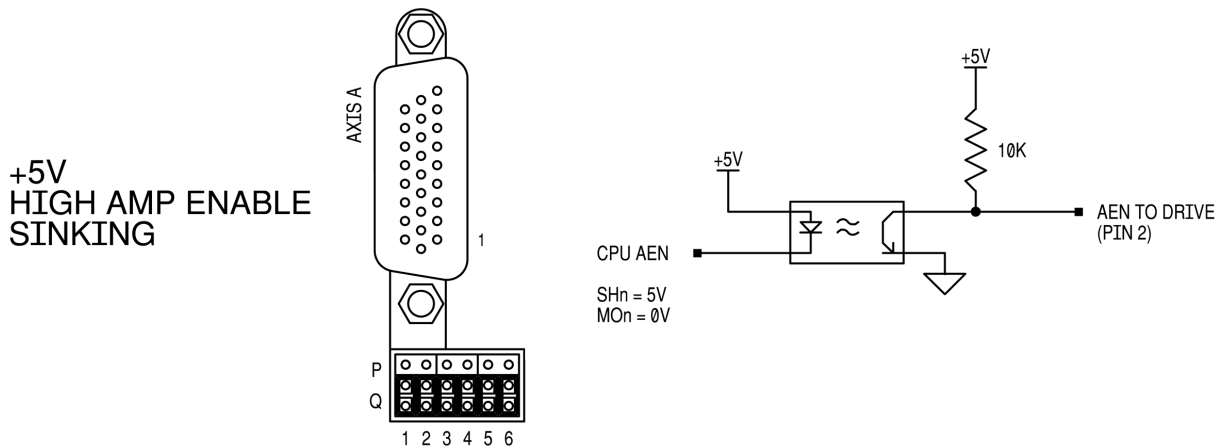 +5V
HIGH AMP ENABLE
SINKING
AXIS A
1
P
Q
1 2 3 4 5 6
+5V
10K
+5V
AEN TO DRIVE
(PIN 2)
CPU AEN
SHn = 5V
MOn = 0V